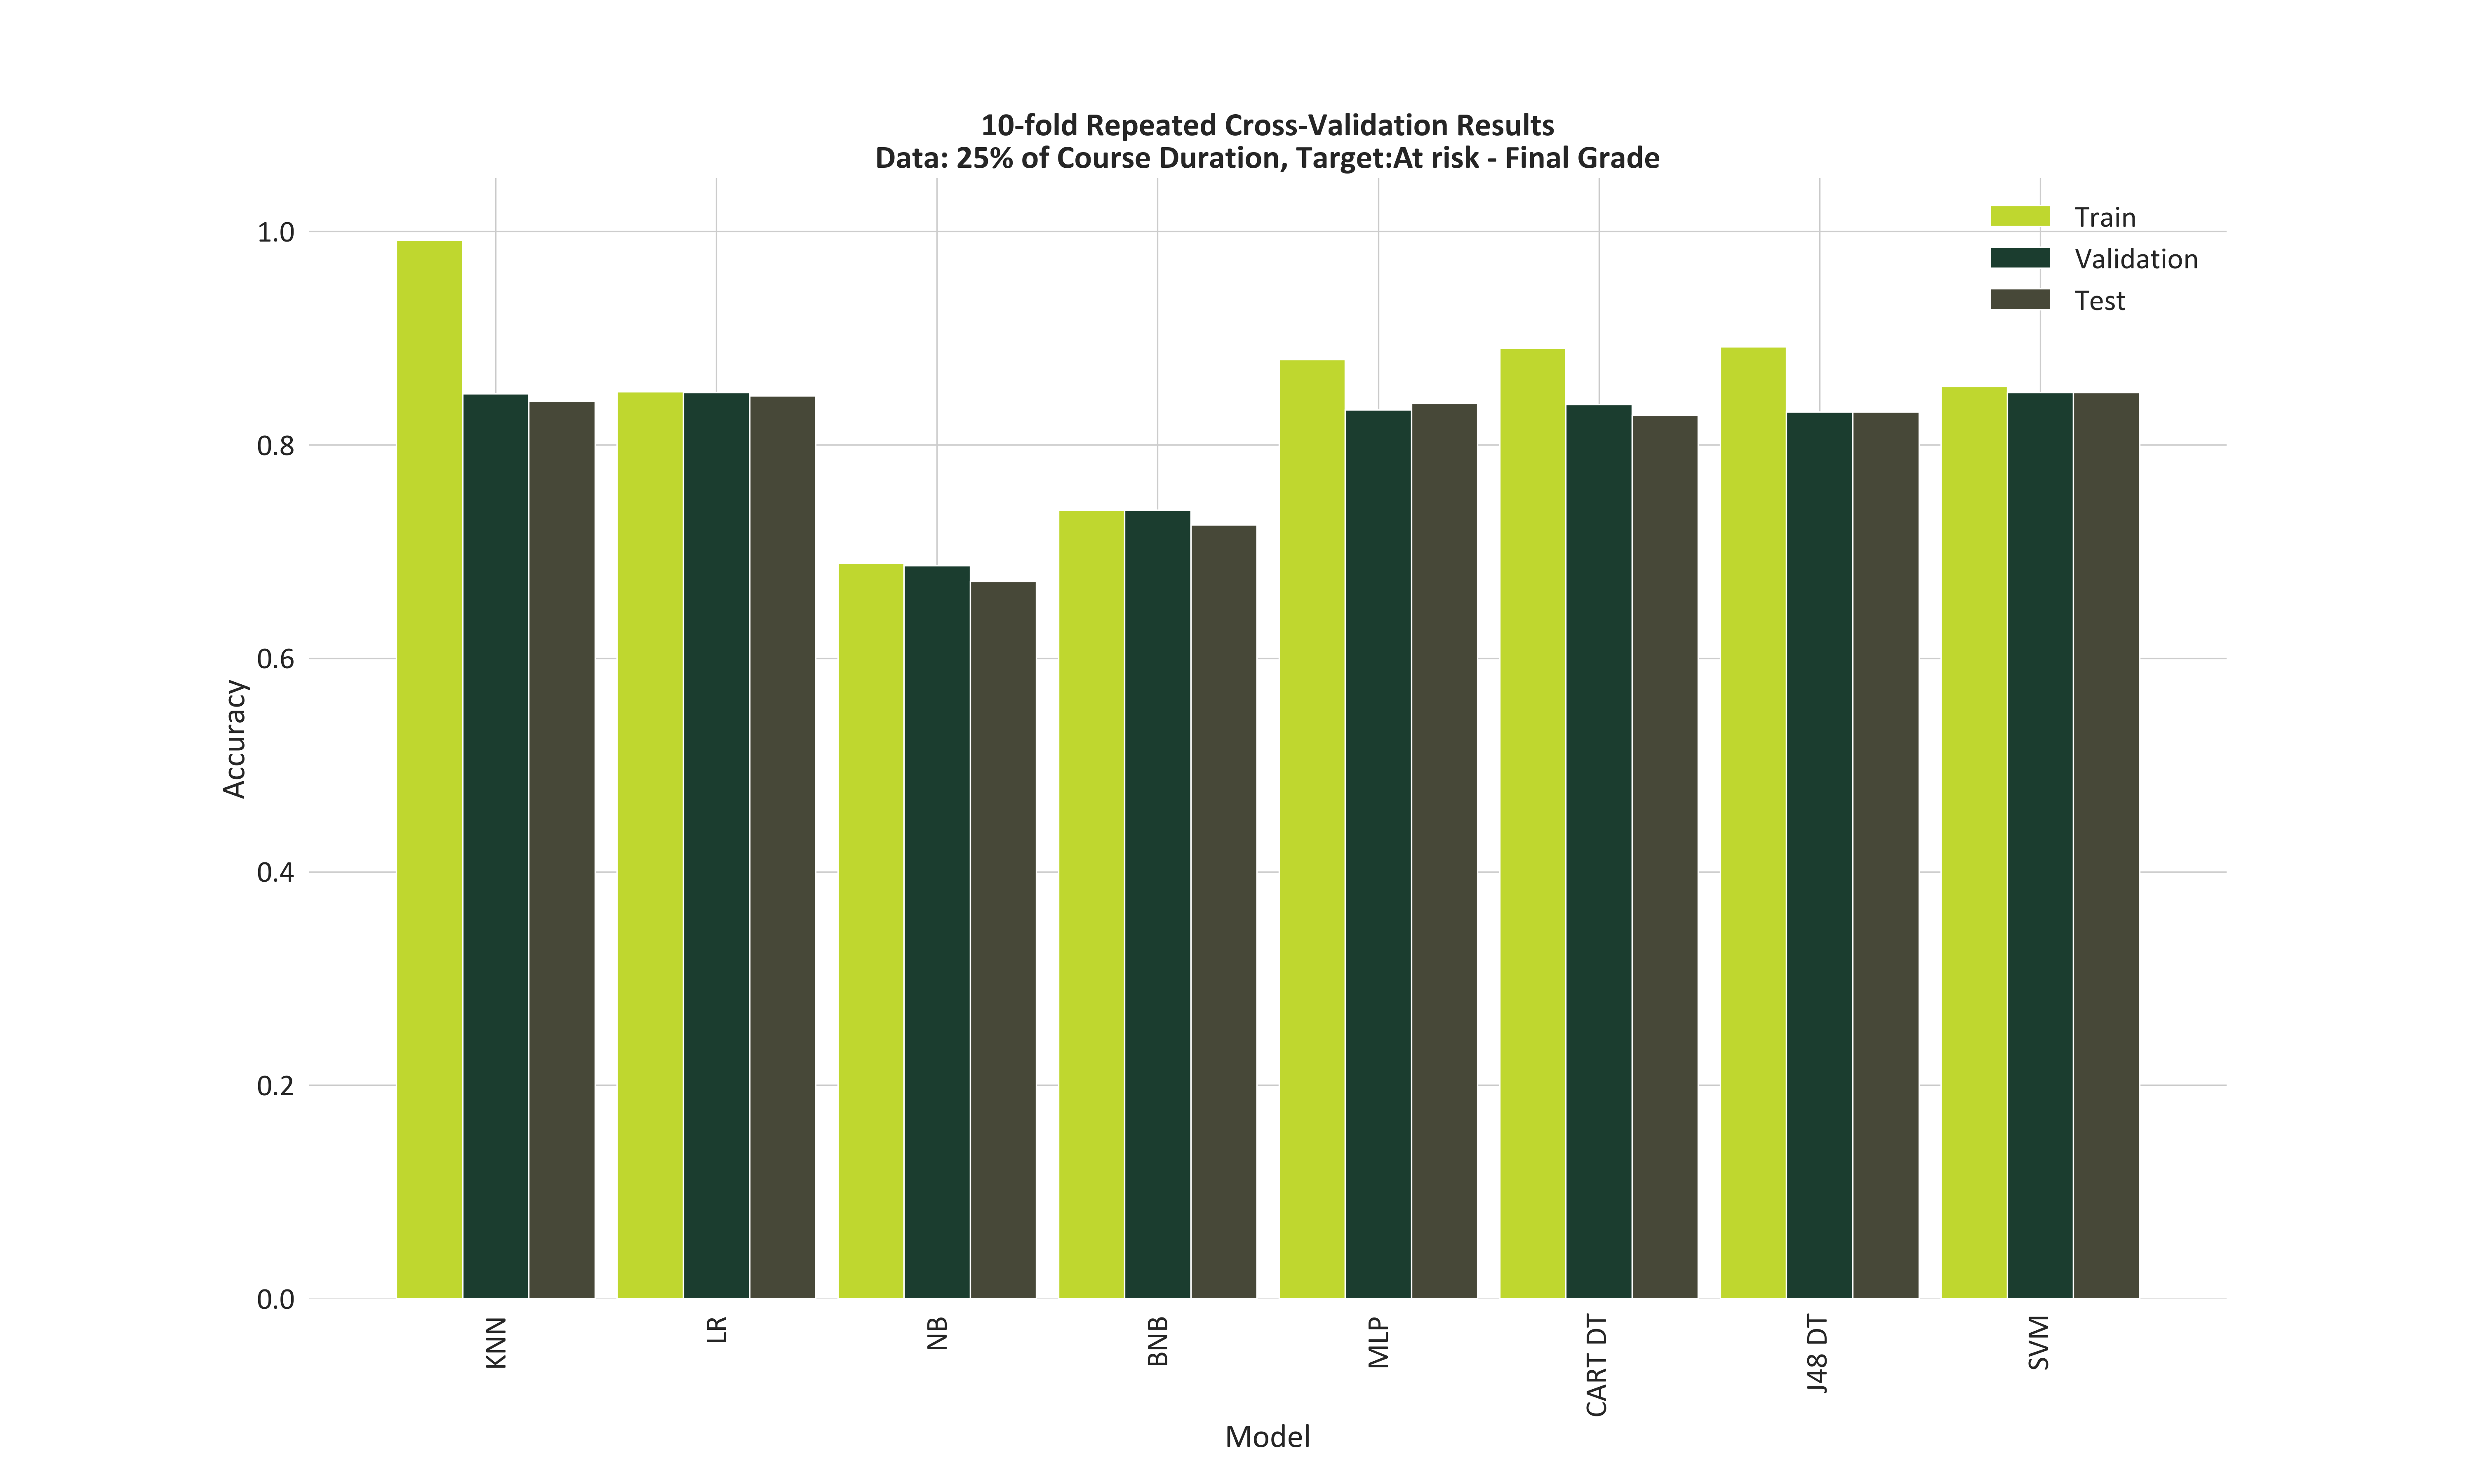 10-fold Repeated Cross-Validation Results
Data: 25% of Course Duration, Target:At risk - Final Grade
Train
Validation
Test
1.0
0.8
0.6
0.4
0.2
0.0
Accuracy
KNN
LR
NB
BNB
MLP
CART DT
J48 DT
SVM
Model